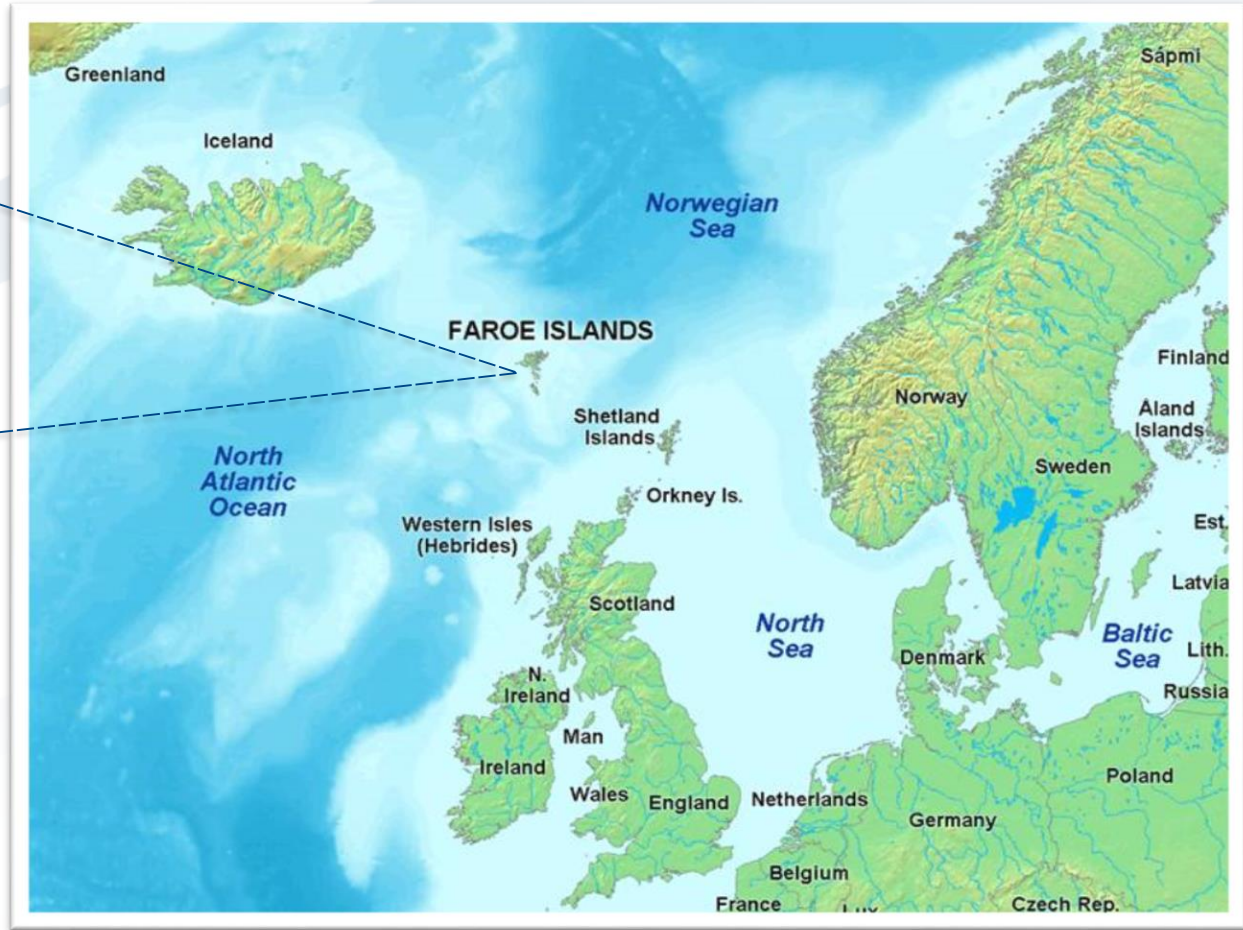 Greenland
Sápmi
Iceland
Norwegian
Sea
FAROE ISLANDS
Finland
Norway
Åland
Islands
Shetland
Islands
Sweden
North
Atlantic
Ocean
Orkney Is.
Western Isles
(Hebrides)
Est.
Latvia
Scotland
North
Sea
Baltic
Sea
Lith.
Denmark
N.
Ireland
Russia
Man
Ireland
Wales
England
Netherlands
Poland
Germany
Belgium
France
Czech Rep.